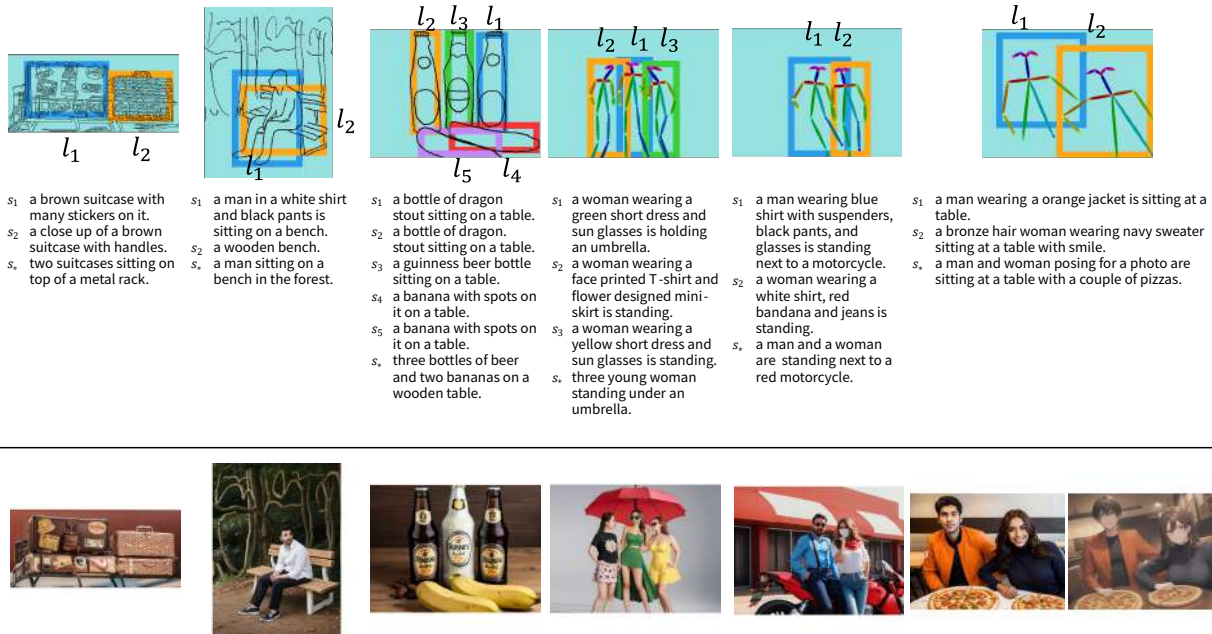 l₁
l₂
l₁
l₂
l₂ l₃ l₁
l₅ l₄
l₂ l₁ l₃
l₁ l₂
l₁ l₂
s₁ a brown suitcase with
many stickers on it.
s₂ a close up of a brown
suitcase with handles.
s* two suitcases sitting on
top of a metal rack.
s₁ a man in a white shirt
and black pants is
sitting on a bench.
s₂ a wooden bench.
s* a man sitting on a
bench in the forest.
s₁ a bottle of dragon
stout sitting on a table.
s₂ a bottle of dragon.
stout sitting on a table.
s₃ a guinness beer bottle
sitting on a table.
s₄ a banana with spots on
it on a table.
s₅ a banana with spots on
it on a table.
s* three bottles of beer
and two bananas on a
wooden table.
s₁ a woman wearing a
green short dress and
sun glasses is holding
an umbrella.
s₂ a woman wearing a
face printed T-shirt and
flower designed mini-
skirt is standing.
s₃ a woman wearing a
yellow short dress and
sun glasses is standing.
s* three young woman
standing under an
umbrella.
s₁ a man wearing blue
shirt with suspenders,
black pants, and
glasses is standing
next to a motorcycle.
s₂ a woman wearing a
white shirt, red
bandana and jeans is
standing.
s* a man and a woman
are standing next to a
red motorcycle.
s₁ a man wearing a orange jacket is sitting at a
table.
s₂ a bronze hair woman wearing navy sweater
sitting at a table with smile.
s* a man and woman posing for a photo are
sitting at a table with a couple of pizzas.